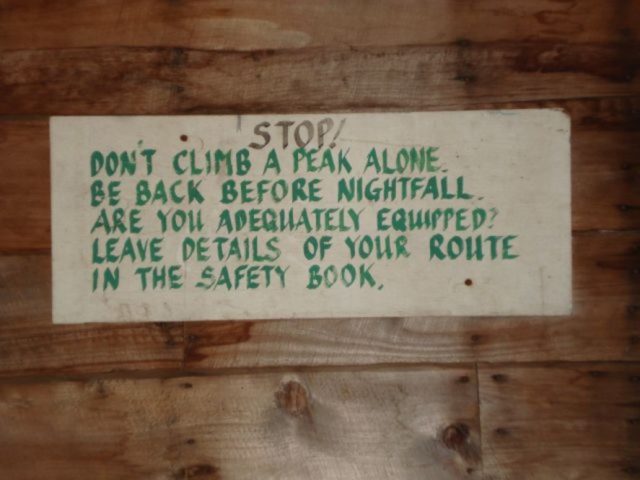 STOP!
DON'T CLIMB A PEAK ALONE.
BE BACK BEFORE NIGHTFALL.
ARE YOU ADEQUATELY EQUIPPED?
LEAVE DETAILS OF YOUR ROUTE
IN THE SAFETY BOOK.